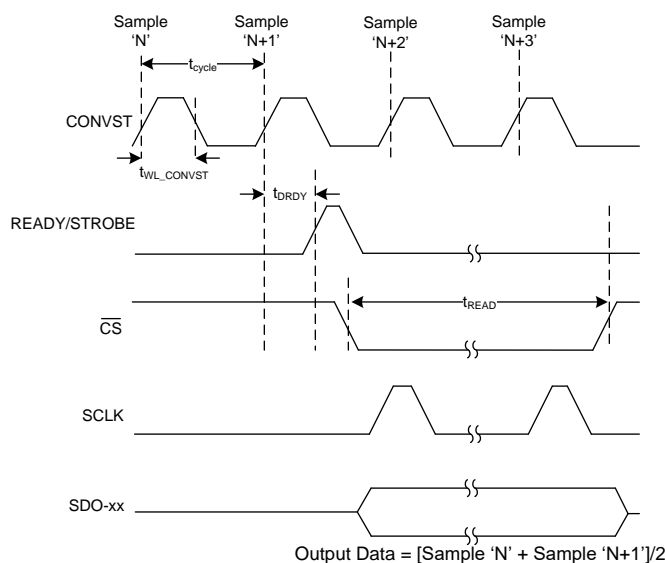 Sample Sample Sample Sample
‘N’ ‘N+1’ ‘N+2’ ‘N+3’
tcycle
CONVST
tWL_CONVST
tDRDY
READY/STROBE
tREAD
CS
SCLK
SDO-xx
Output Data = [Sample ‘N’ + Sample ‘N+1’]/2